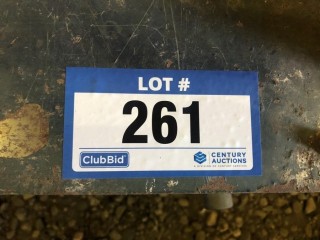 LOT #
261
ClubBid
CENTURY
AUCTIONS